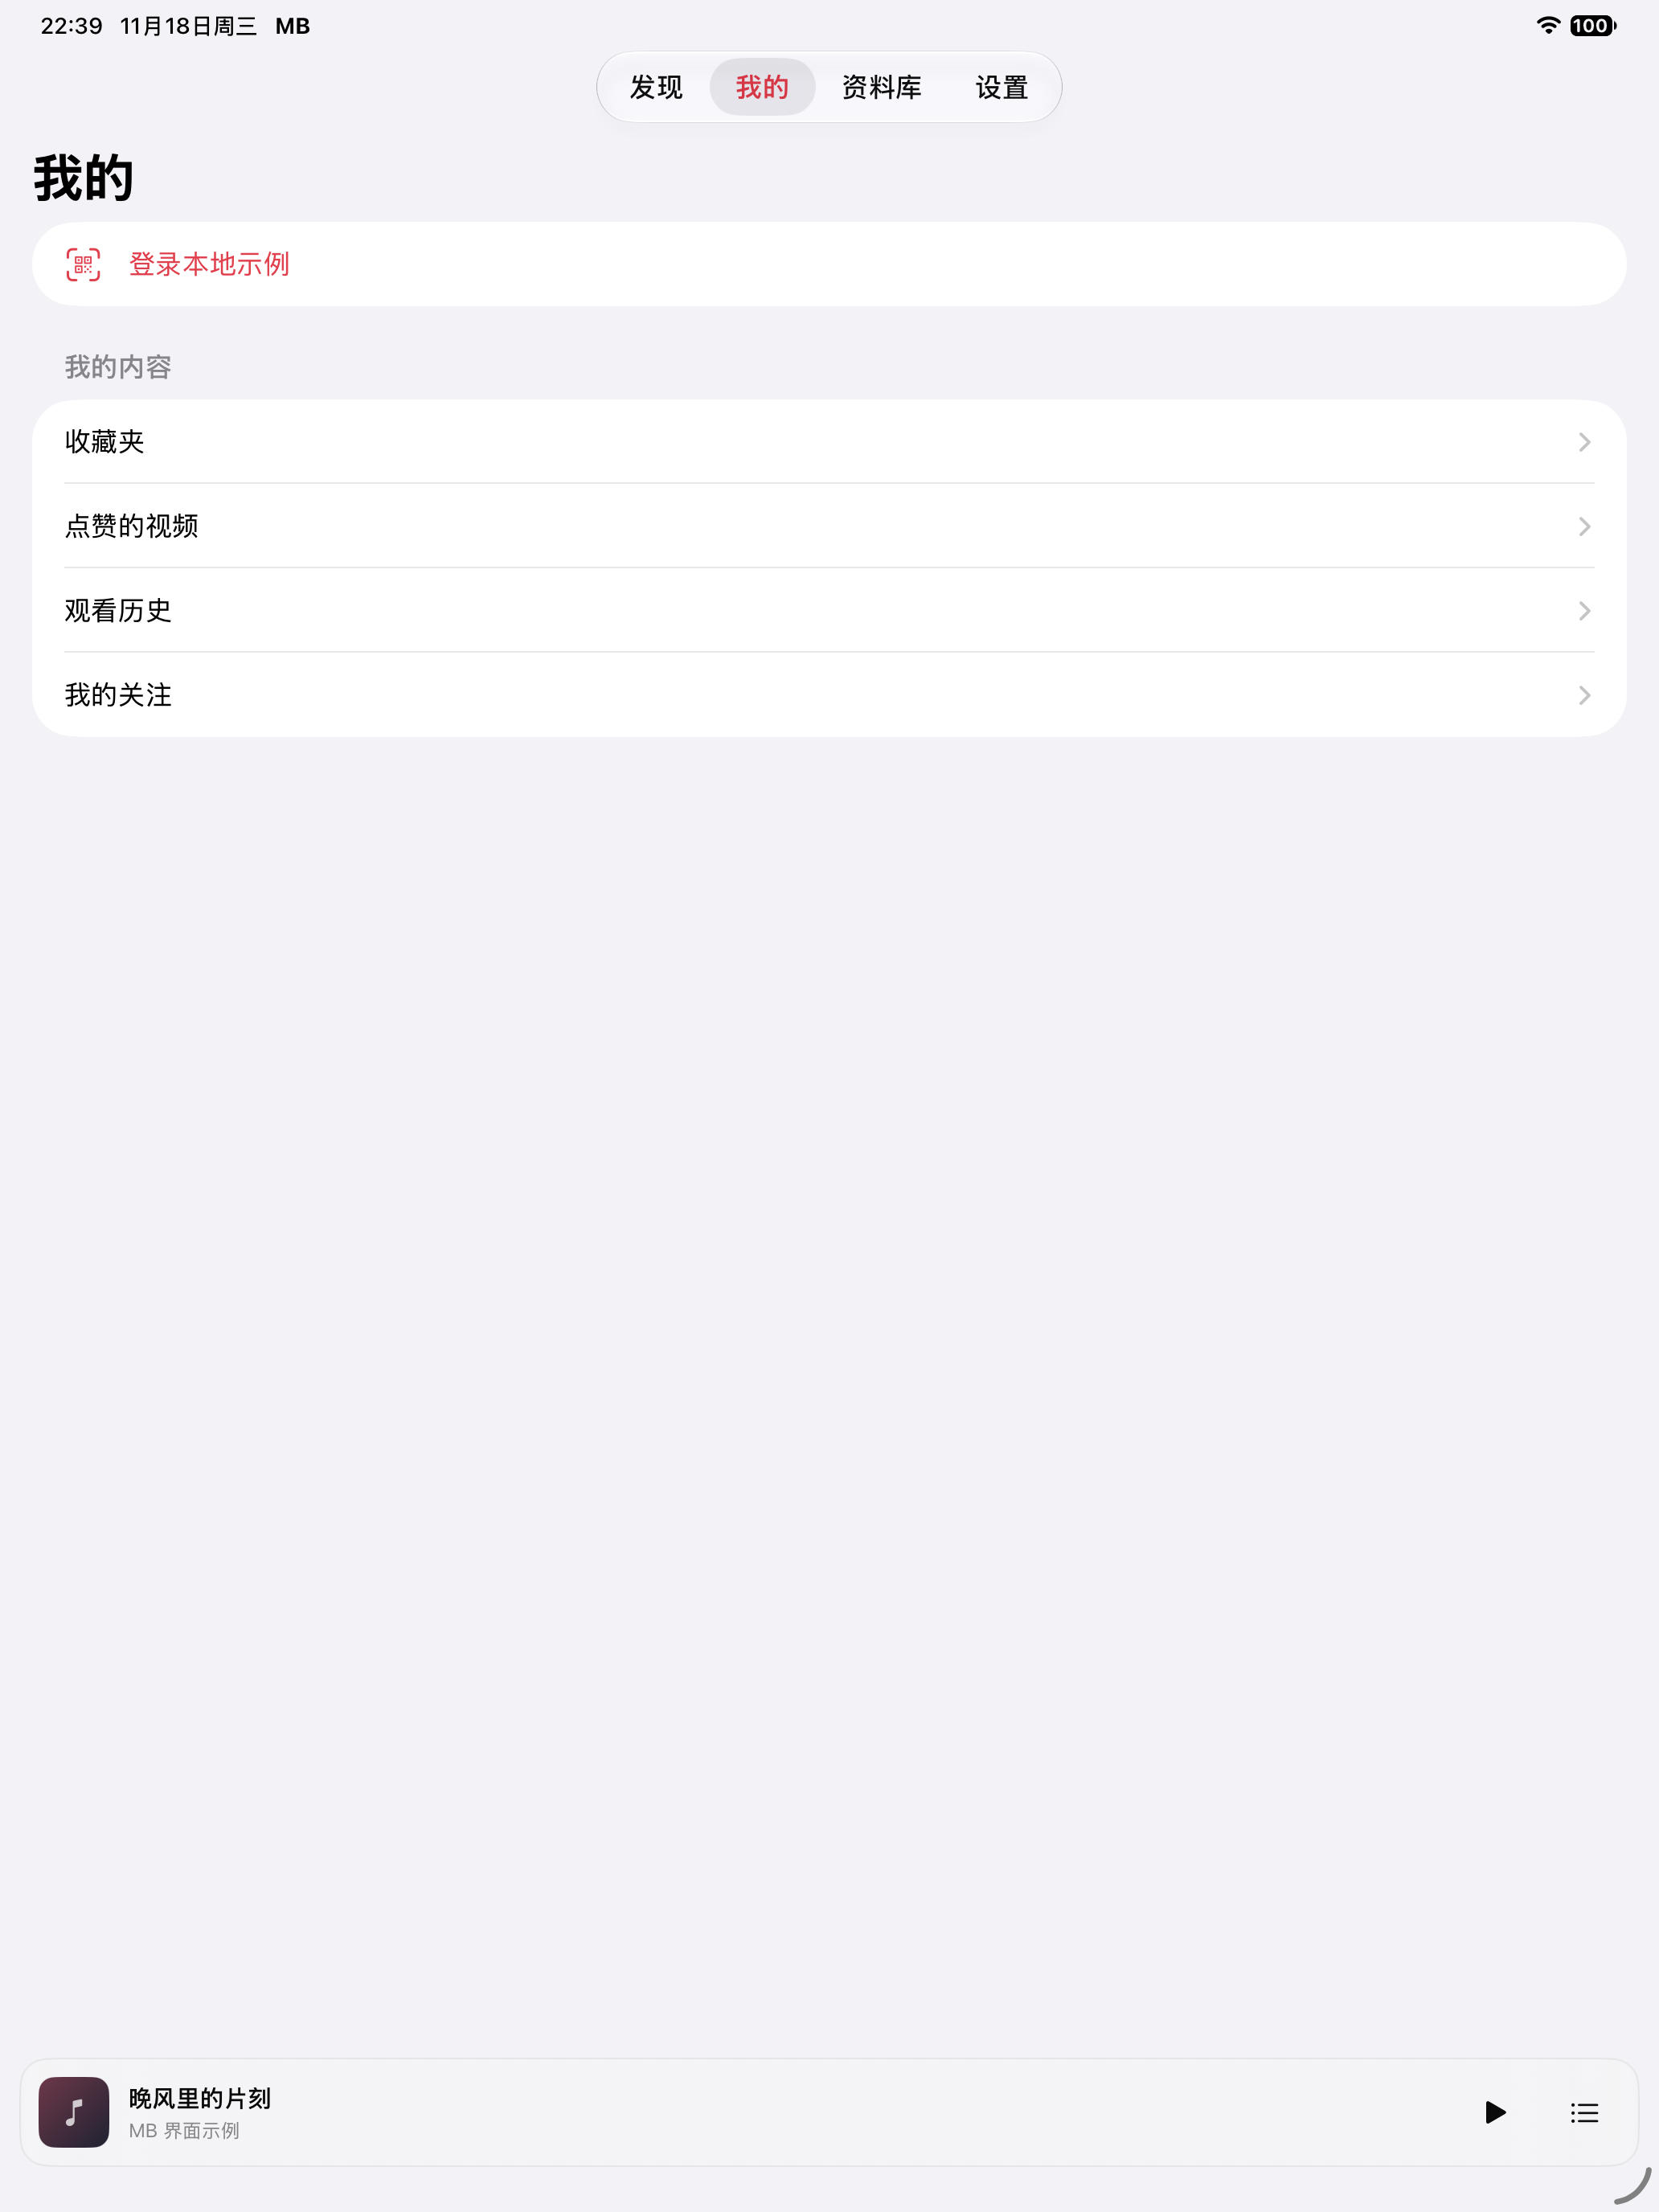 22:39 11月18日周三 MB 100
发现 我的 资料库 设置
我的
登录本地示例
我的内容
收藏夹
点赞的视频
观看历史
我的关注
晚风里的片刻
MB 界面示例